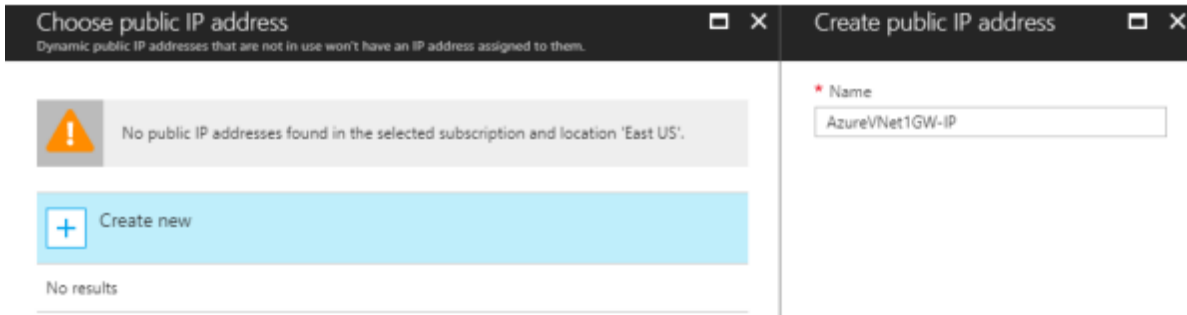 Choose public IP address
Dynamic public IP addresses that are not in use won't have an IP address assigned to them.
No public IP addresses found in the selected subscription and location 'East US'.
Create new
No results
Create public IP address
* Name
AzureVNet1GW-IP